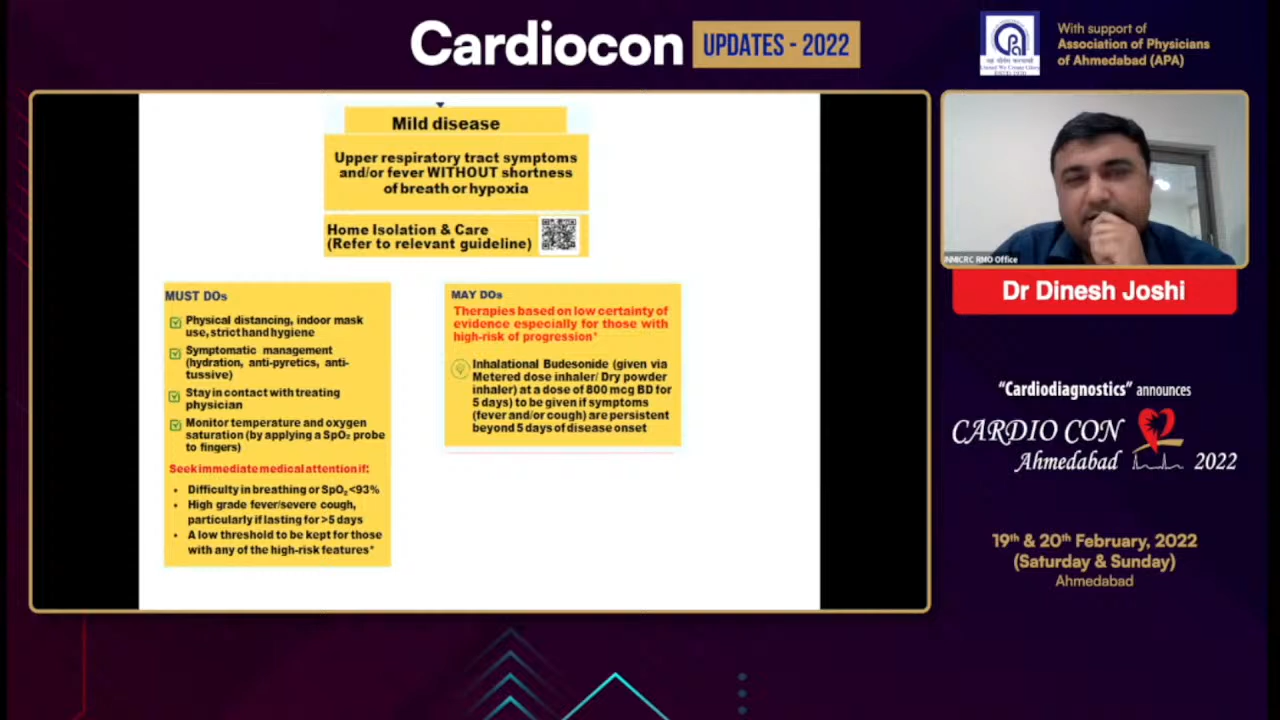 Cardiocon UPDATES - 2022
With support of
Association of Physicians
of Ahmedabad (APA)
Mild disease
Upper respiratory tract symptoms
and/or fever WITHOUT shortness
of breath or hypoxia
Home Isolation & Care
(Refer to relevant guideline)
MUST DOs
Physical distancing, indoor mask
use, strict hand hygiene
Symptomatic management
(hydration, anti-pyretics, anti-
tussive)
Stay in contact with treating
physician
Monitor temperature and oxygen
saturation (by applying a SpO₂ probe
to fingers)
Seek immediate medical attention if:
• Difficulty in breathing or SpO₂ <93%
• High grade fever/severe cough,
particularly if lasting for >5 days
• A low threshold to be kept for those
with any of the high-risk features*
MAY DOs
Therapies based on low certainty of
evidence especially for those with
high-risk of progression*
Inhalational Budesonide (given via
Metered dose inhaler/ Dry powder
inhaler) at a dose of 800 mcg BD for
5 days) to be given if symptoms
(fever and/or cough) are persistent
beyond 5 days of disease onset
UNMICRC RMO Office
Dr Dinesh Joshi
“Cardiodiagnostics” announces
CARDIO CON
Ahmedabad 2022
19th & 20th February, 2022
(Saturday & Sunday)
Ahmedabad